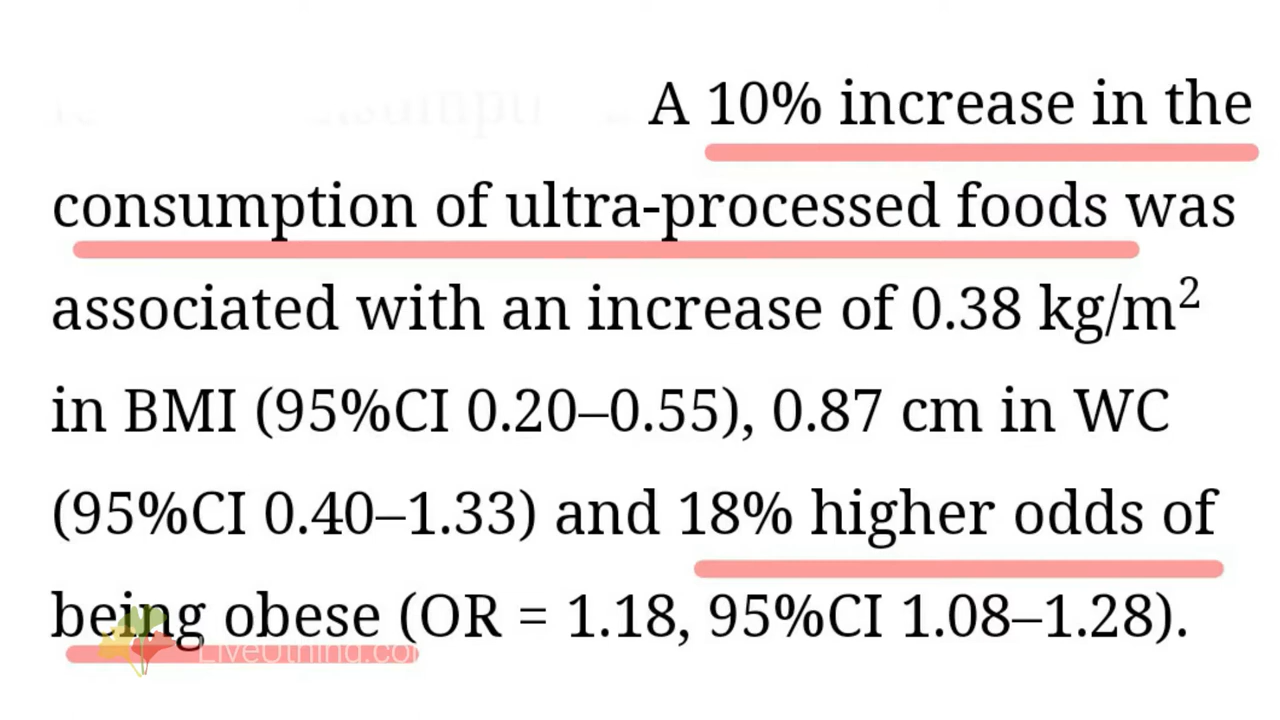 A 10% increase in the
consumption of ultra-processed foods was
associated with an increase of 0.38 kg/m²
in BMI (95%CI 0.20–0.55), 0.87 cm in WC
(95%CI 0.40–1.33) and 18% higher odds of
being obese (OR = 1.18, 95%CI 1.08–1.28).